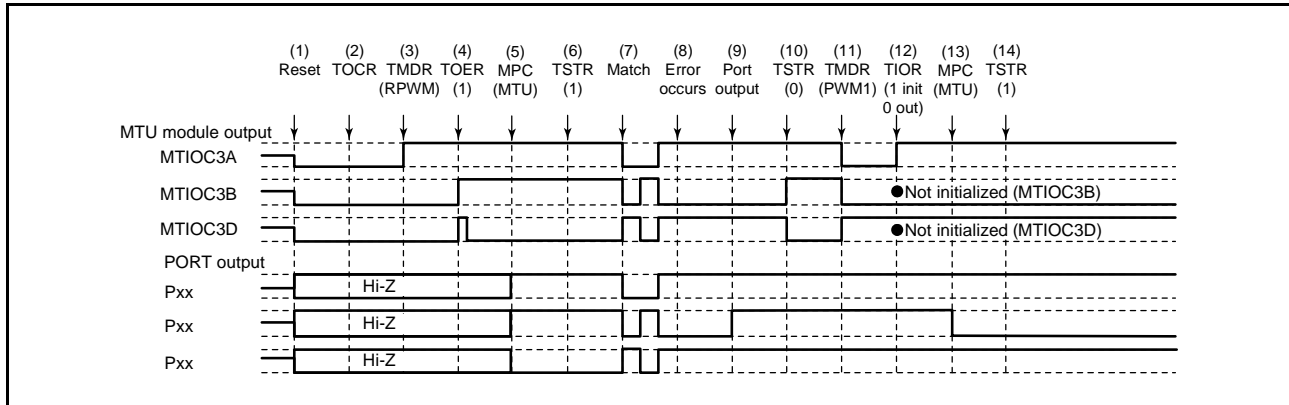 (1) (2) (3) (4) (5) (6) (7) (8) (9) (10) (11) (12) (13) (14)
Reset TOCR TMDR TOER MPC TSTR Match Error Port TSTR TMDR TIOR MPC TSTR
(RPWM) (1) (MTU) (1) occurs output (0) (PWM1) (1 init (MTU) (1)
0 out)
MTU module output
MTIOC3A
MTIOC3B ●Not initialized (MTIOC3B)
MTIOC3D ●Not initialized (MTIOC3D)
PORT output
Pxx Hi-Z
Pxx Hi-Z
Pxx Hi-Z